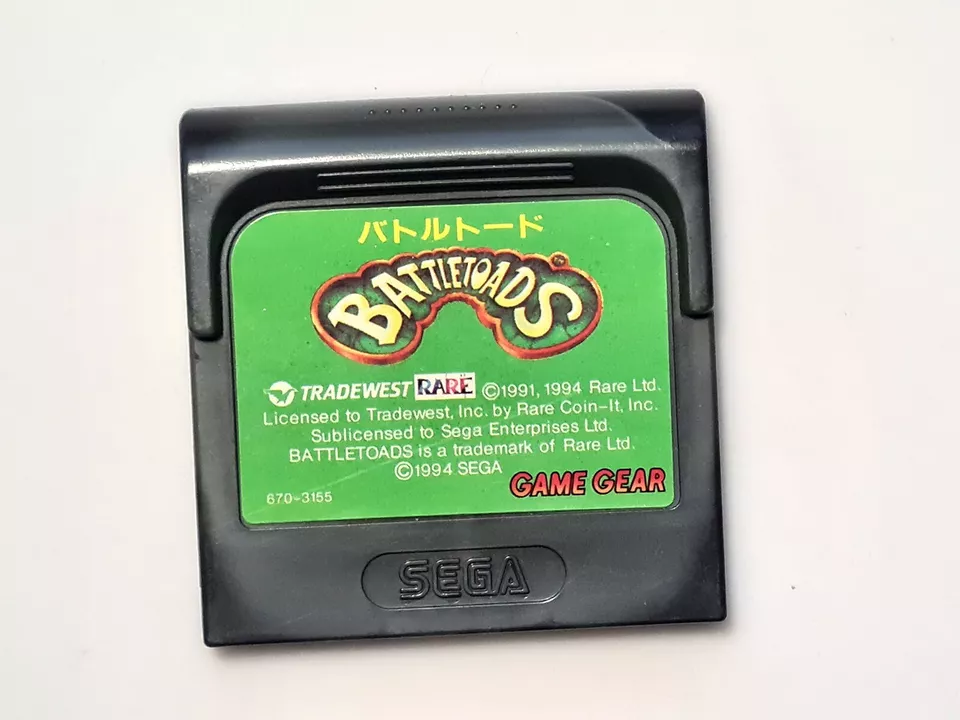 バトルトード
BATTLETOADS™
TRADEWEST RARE ©1991, 1994 Rare Ltd.
Licensed to Tradewest, Inc. by Rare Coin-It, Inc.
Sublicensed to Sega Enterprises Ltd.
BATTLETOADS is a trademark of Rare Ltd.
©1994 SEGA
GAME GEAR
670-3155
SEGA